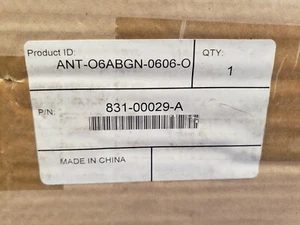 Product ID: QTY:
ANT-O6ABGN-0606-O 1
P/N: 831-00029-A
MADE IN CHINA